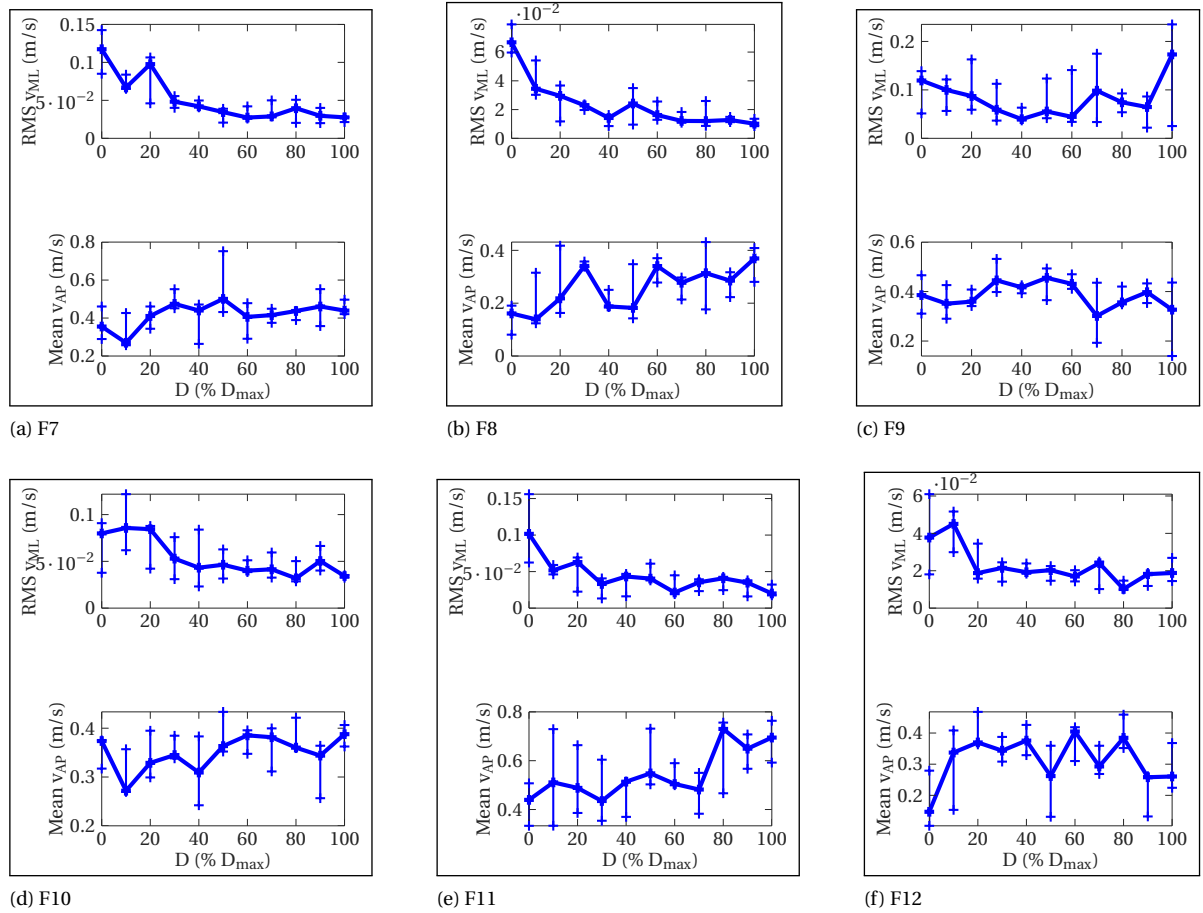 ·10⁻²
0.15
0.1
5·10⁻²
0
RMS v_ML (m/s)
0 20 40 60 80 100
6
4
2
0
RMS v_ML (m/s)
0 20 40 60 80 100
0.2
0.1
0
RMS v_ML (m/s)
0 20 40 60 80 100
0.8
0.6
0.4
0.2
Mean v_AP (m/s)
0 20 40 60 80 100
D (% D_max)
0.4
0.2
0
Mean v_AP (m/s)
0 20 40 60 80 100
D (% D_max)
0.6
0.4
0.2
Mean v_AP (m/s)
0 20 40 60 80 100
D (% D_max)
(a) F7
(b) F8
(c) F9
0.1
5·10⁻²
0
RMS v_ML (m/s)
0 20 40 60 80 100
0.15
0.1
5·10⁻²
0
RMS v_ML (m/s)
0 20 40 60 80 100
·10⁻²
6
4
2
0
RMS v_ML (m/s)
0 20 40 60 80 100
0.4
0.3
0.2
Mean v_AP (m/s)
0 20 40 60 80 100
D (% D_max)
0.8
0.6
0.4
Mean v_AP (m/s)
0 20 40 60 80 100
D (% D_max)
0.4
0.3
0.2
Mean v_AP (m/s)
0 20 40 60 80 100
D (% D_max)
(d) F10
(e) F11
(f) F12